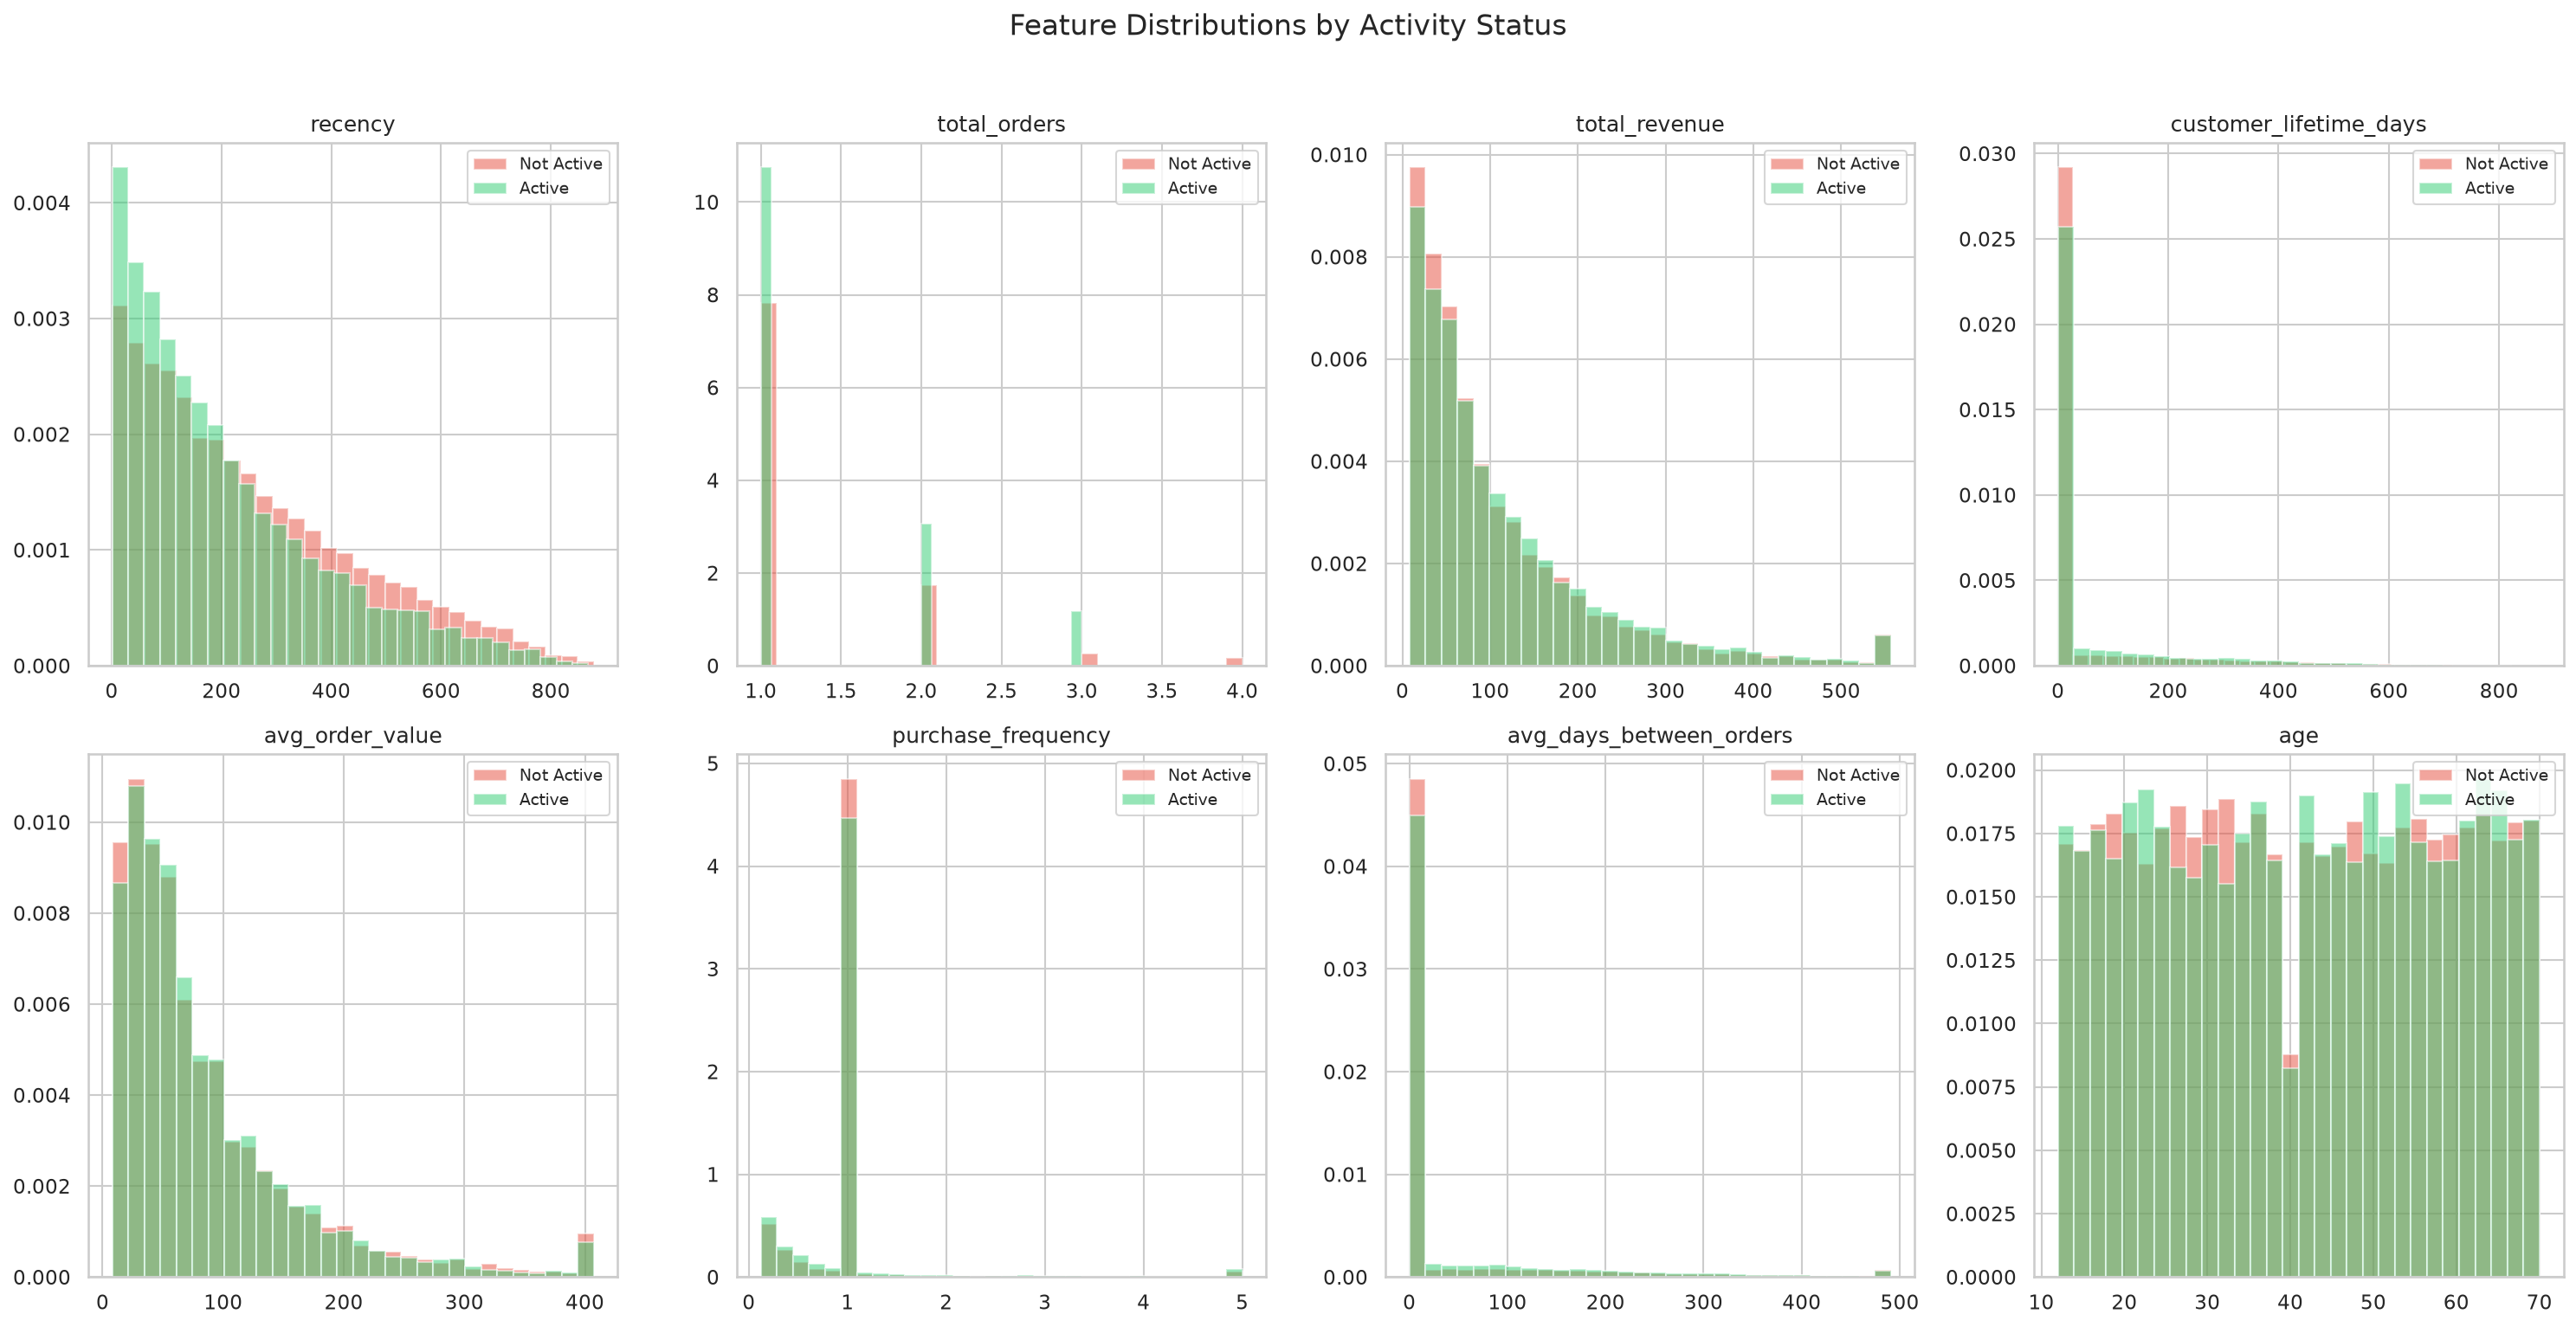 Feature Distributions by Activity Status
recency
Not Active
Active
0.004
0.003
0.002
0.001
0.000
0 200 400 600 800
total_orders
Not Active
Active
10
8
6
4
2
0
1.0 1.5 2.0 2.5 3.0 3.5 4.0
total_revenue
Not Active
Active
0.010
0.008
0.006
0.004
0.002
0.000
0 100 200 300 400 500
customer_lifetime_days
Not Active
Active
0.030
0.025
0.020
0.015
0.010
0.005
0.000
0 200 400 600 800
avg_order_value
Not Active
Active
0.010
0.008
0.006
0.004
0.002
0.000
0 100 200 300 400
purchase_frequency
Not Active
Active
5
4
3
2
1
0
0 1 2 3 4 5
avg_days_between_orders
Not Active
Active
0.05
0.04
0.03
0.02
0.01
0.00
0 100 200 300 400 500
age
Not Active
Active
0.0200
0.0175
0.0150
0.0125
0.0100
0.0075
0.0050
0.0025
0.0000
10 20 30 40 50 60 70